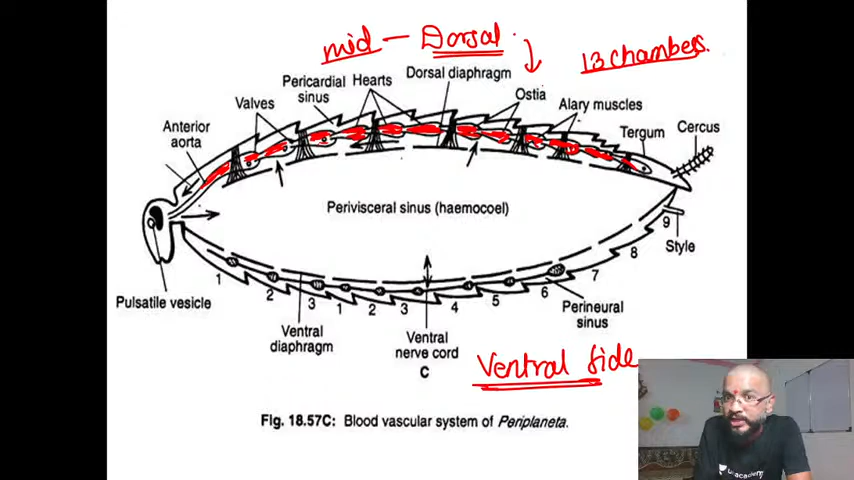 mid - Dorsal
13 chambers.
Dorsal diaphragm
Pericardial sinus
Hearts
Ostia
Valves
Alary muscles
Anterior aorta
Tergum
Cercus
Perivisceral sinus (haemocoel)
9
Style
8
7
1
2
3
1
2
3
4
5
6
Pulsatile vesicle
Perineural sinus
Ventral diaphragm
Ventral nerve cord
C
Ventral side
Fig. 18.57C: Blood vascular system of Periplaneta.
unacademy